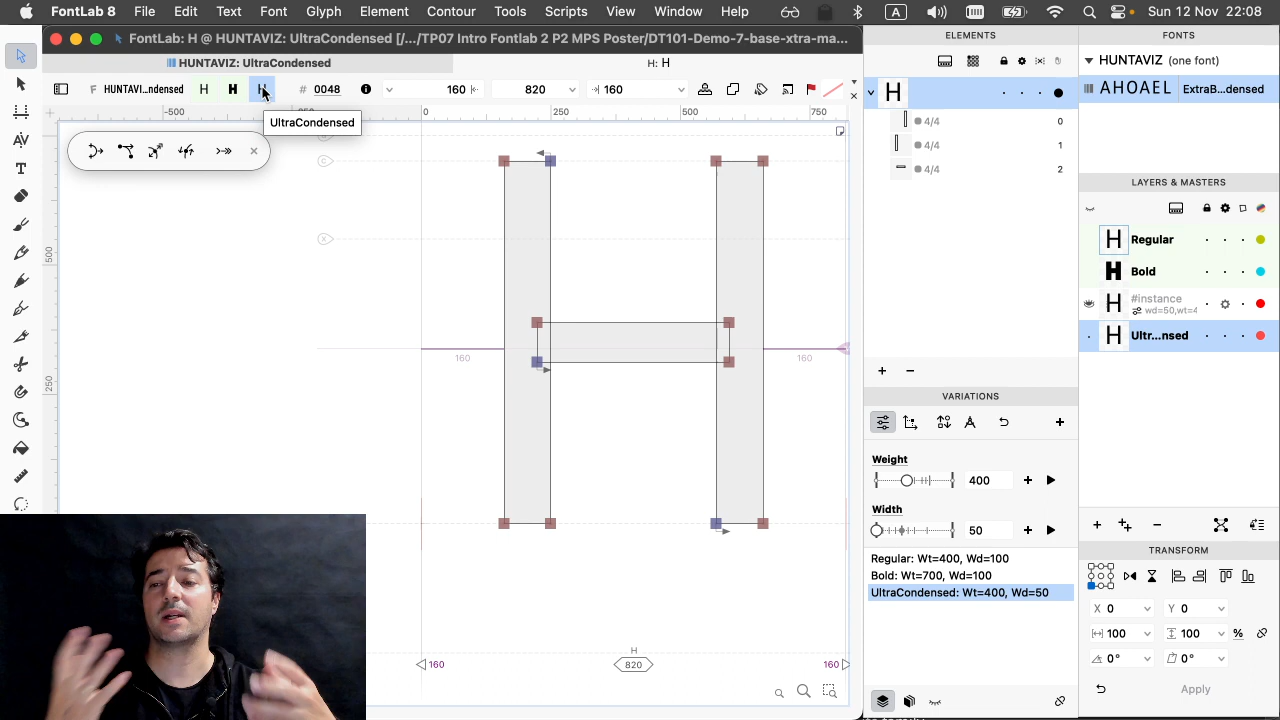 FontLab 8 File Edit Text Font Glyph Element Contour Tools Scripts View Window Help A Sun 12 Nov 22:08
FontLab: H @ HUNTAVIZ: UltraCondensed [/.../TP07 Intro Fontlab 2 P2 MPS Poster/DT101-Demo-7-base-xtra-ma...
HUNTAVIZ: UltraCondensed
H: H
F HUNTAVI...ndensed H H H # 0048 160 820 160
UltraCondensed
-500 0 250 500 750
C
X
500
250
160
160
160
H
820
160
ELEMENTS
H
4/4 0
4/4 1
4/4 2
VARIATIONS
Weight
400
Width
50
Regular: Wt=400, Wd=100
Bold: Wt=700, Wd=100
UltraCondensed: Wt=400, Wd=50
FONTS
HUNTAVIZ (one font)
AHOAEL ExtraB...densed
LAYERS & MASTERS
H Regular
H Bold
H #instance
wd=50,wt=4
H Ultr...nsed
TRANSFORM
X 0 Y 0
100 100 %
0° 0°
Apply